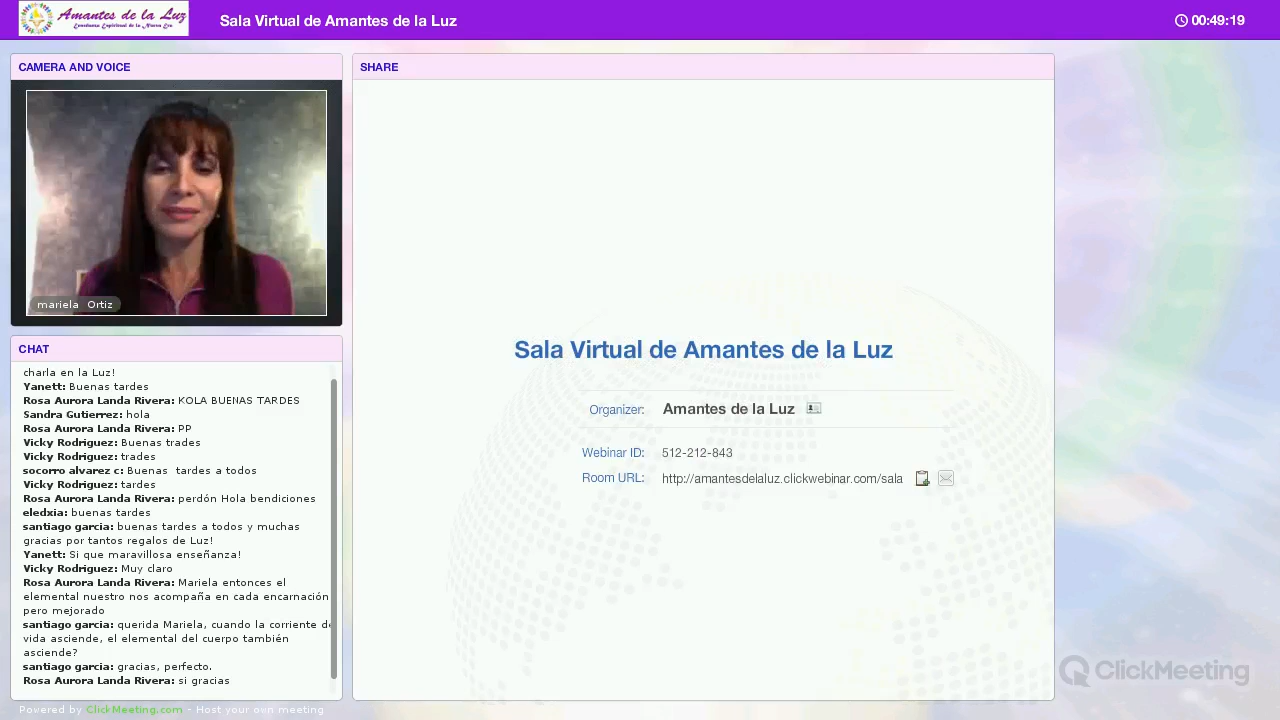 Amantes de la Luz
Enseñanza Espiritual de la Nueva Era
Sala Virtual de Amantes de la Luz
00:49:19
CAMERA AND VOICE
mariela Ortiz
CHAT
charla en la Luz!
Yanett: Buenas tardes
Rosa Aurora Landa Rivera: KOLA BUENAS TARDES
Sandra Gutierrez: hola
Rosa Aurora Landa Rivera: PP
Vicky Rodriguez: Buenas trades
Vicky Rodriguez: trades
socorro alvarez c: Buenas tardes a todos
Vicky Rodriguez: tardes
Rosa Aurora Landa Rivera: perdón Hola bendiciones
eledxia: buenas tardes
santiago garcia: buenas tardes a todos y muchas
gracias por tantos regalos de Luz!
Yanett: Si que maravillosa enseñanza!
Vicky Rodriguez: Muy claro
Rosa Aurora Landa Rivera: Mariela entonces el
elemental nuestro nos acompaña en cada encarnación
pero mejorado
santiago garcia: querida Mariela, cuando la corriente de
vida asciende, el elemental del cuerpo también
asciende?
santiago garcia: gracias, perfecto.
Rosa Aurora Landa Rivera: si gracias
SHARE
Sala Virtual de Amantes de la Luz
Organizer: Amantes de la Luz
Webinar ID: 512-212-843
Room URL: http://amantesdelaluz.clickwebinar.com/sala
ClickMeeting
Powered by ClickMeeting.com - Host your own meeting